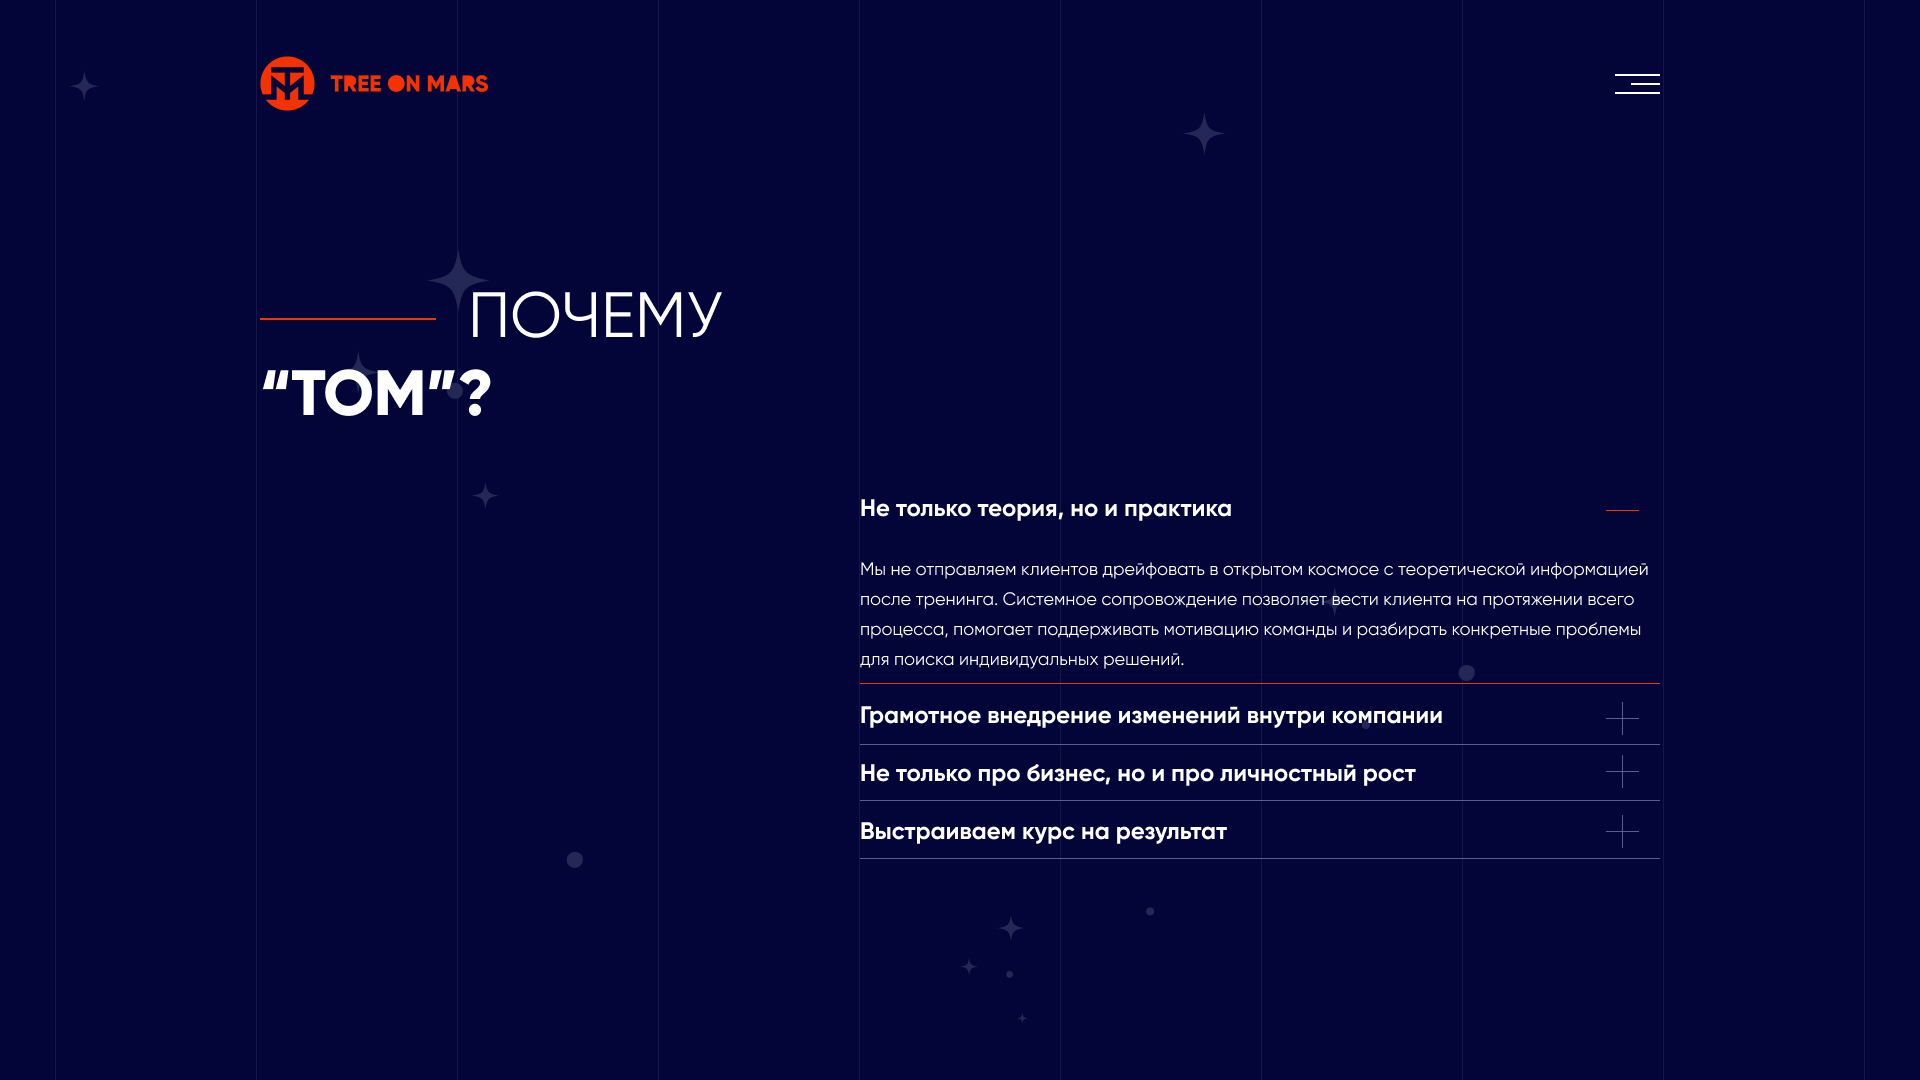 TREE ON MARS
ПОЧЕМУ
“ТОМ”?
Не только теория, но и практика
Мы не отправляем клиентов дрейфовать в открытом космосе с теоретической информацией
после тренинга. Системное сопровождение позволяет вести клиента на протяжении всего
процесса, помогает поддерживать мотивацию команды и разбирать конкретные проблемы
для поиска индивидуальных решений.
Грамотное внедрение изменений внутри компании
Не только про бизнес, но и про личностный рост
Выстраиваем курс на результат